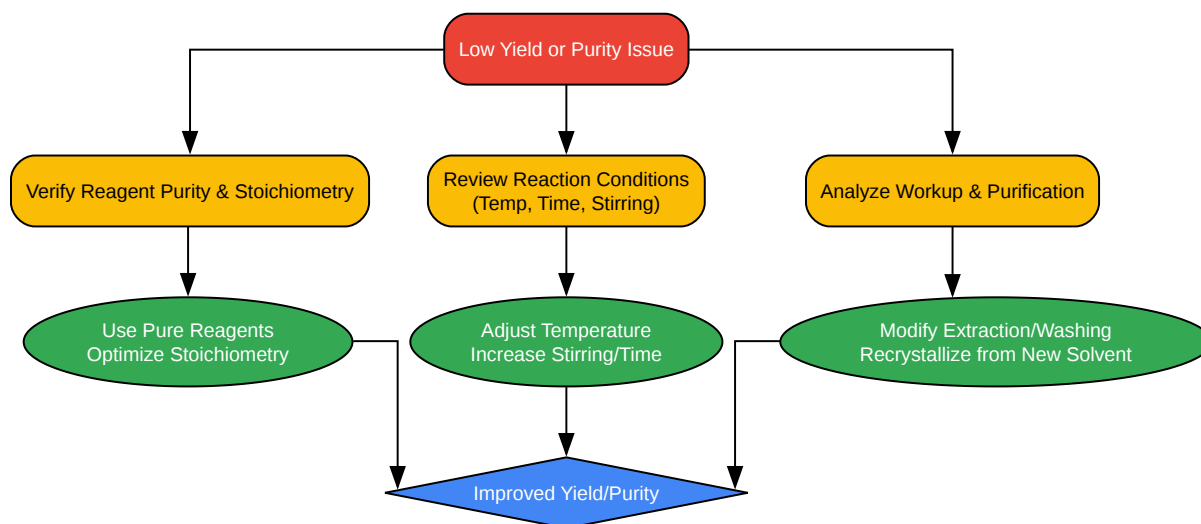 Low Yield or Purity Issue
Verify Reagent Purity & Stoichiometry
Review Reaction Conditions
(Temp, Time, Stirring)
Analyze Workup & Purification
Use Pure Reagents
Optimize Stoichiometry
Adjust Temperature
Increase Stirring/Time
Modify Extraction/Washing
Recrystallize from New Solvent
Improved Yield/Purity